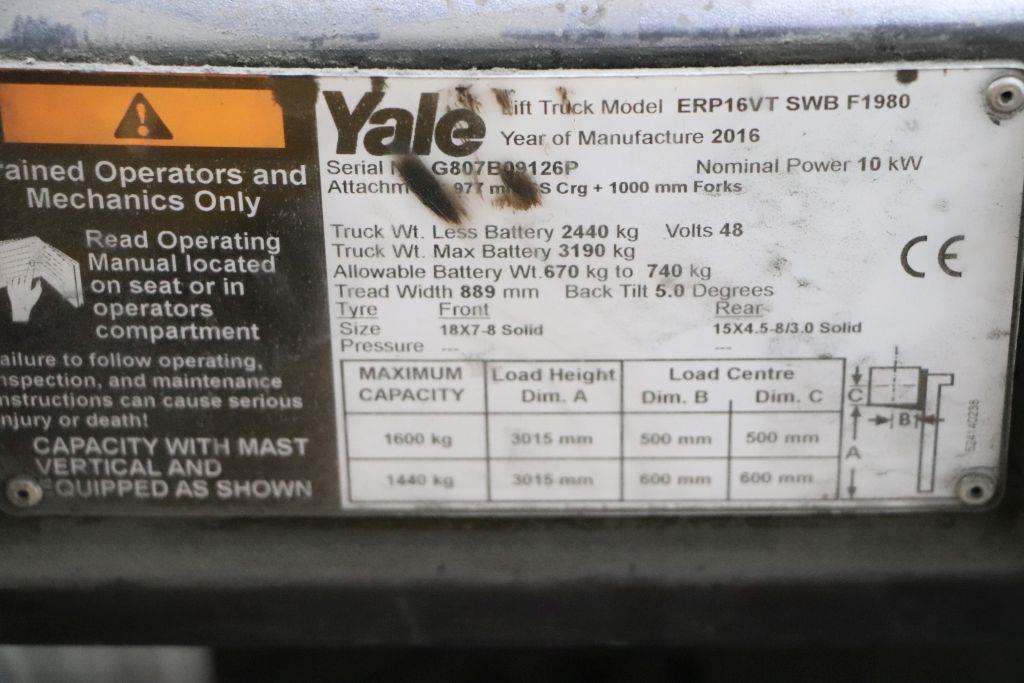 ained Operators and
Mechanics Only
Read Operating
Manual located
on seat or in
operators
compartment
ailure to follow operating,
nspection, and maintenance
nstructions can cause serious
njury or death!
CAPACITY WITH MAST
VERTICAL AND
EQUIPPED AS SHOWN
Yale
ift Truck Model ERP16VT SWB F1980
Year of Manufacture 2016
Serial G807B09126P Nominal Power 10 kW
Attachm 977 S Crg + 1000 mm Forks
Truck Wt. Less Battery 2440 kg Volts 48
Truck Wt. Max Battery 3190 kg
Allowable Battery Wt.670 kg to 740 kg
Tread Width 889 mm Back Tilt 5.0 Degrees
Tyre Front Rear
Size 18X7-8 Solid 15X4.5-8/3.0 Solid
Pressure --- ---
MAXIMUM CAPACITY Load Height Dim. A Load Centre Dim. B Dim. C
1600 kg 3015 mm 500 mm 500 mm
1440 kg 3015 mm 600 mm 600 mm
CE
C
B
A
524140238